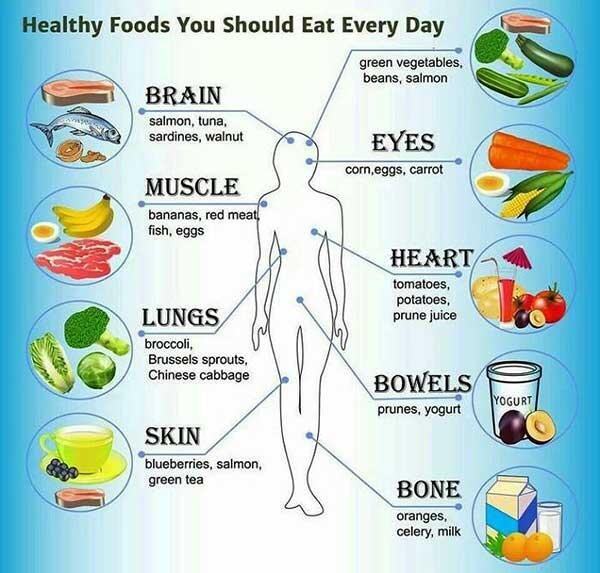 Healthy Foods You Should Eat Every Day
green vegetables,
beans, salmon
BRAIN
salmon, tuna,
sardines, walnut
EYES
corn,eggs, carrot
MUSCLE
bananas, red meat,
fish, eggs
HEART
tomatoes,
potatoes,
prune juice
LUNGS
broccoli,
Brussels sprouts,
Chinese cabbage
BOWELS
prunes, yogurt
YOGURT
SKIN
blueberries, salmon,
green tea
BONE
oranges,
celery, milk